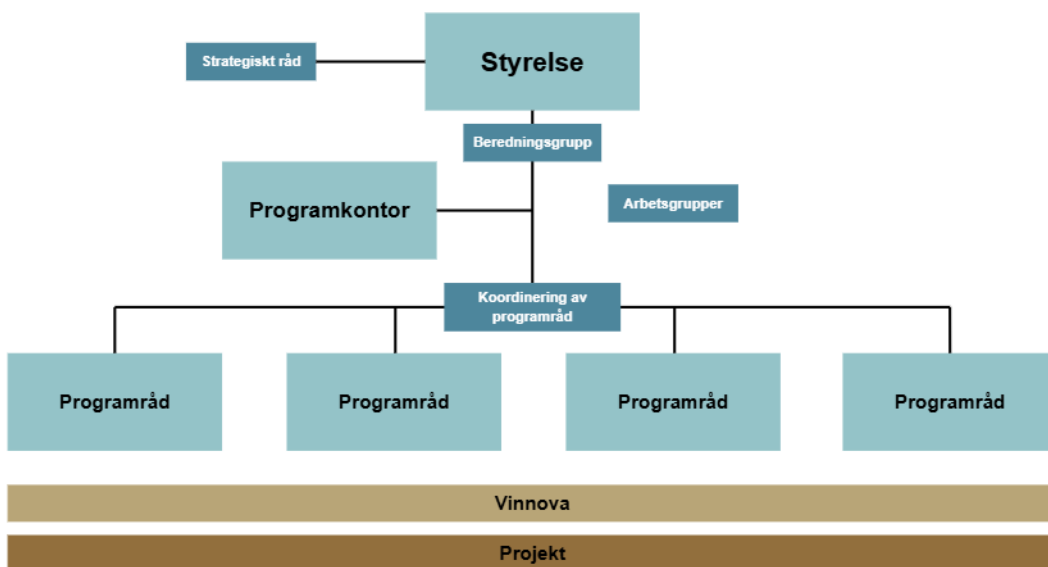 Styrelse
Strategiskt råd
Beredningsgrupp
Programkontor
Arbetsgrupper
Koordinering av
programråd
Programråd
Programråd
Programråd
Programråd
Vinnova
Projekt